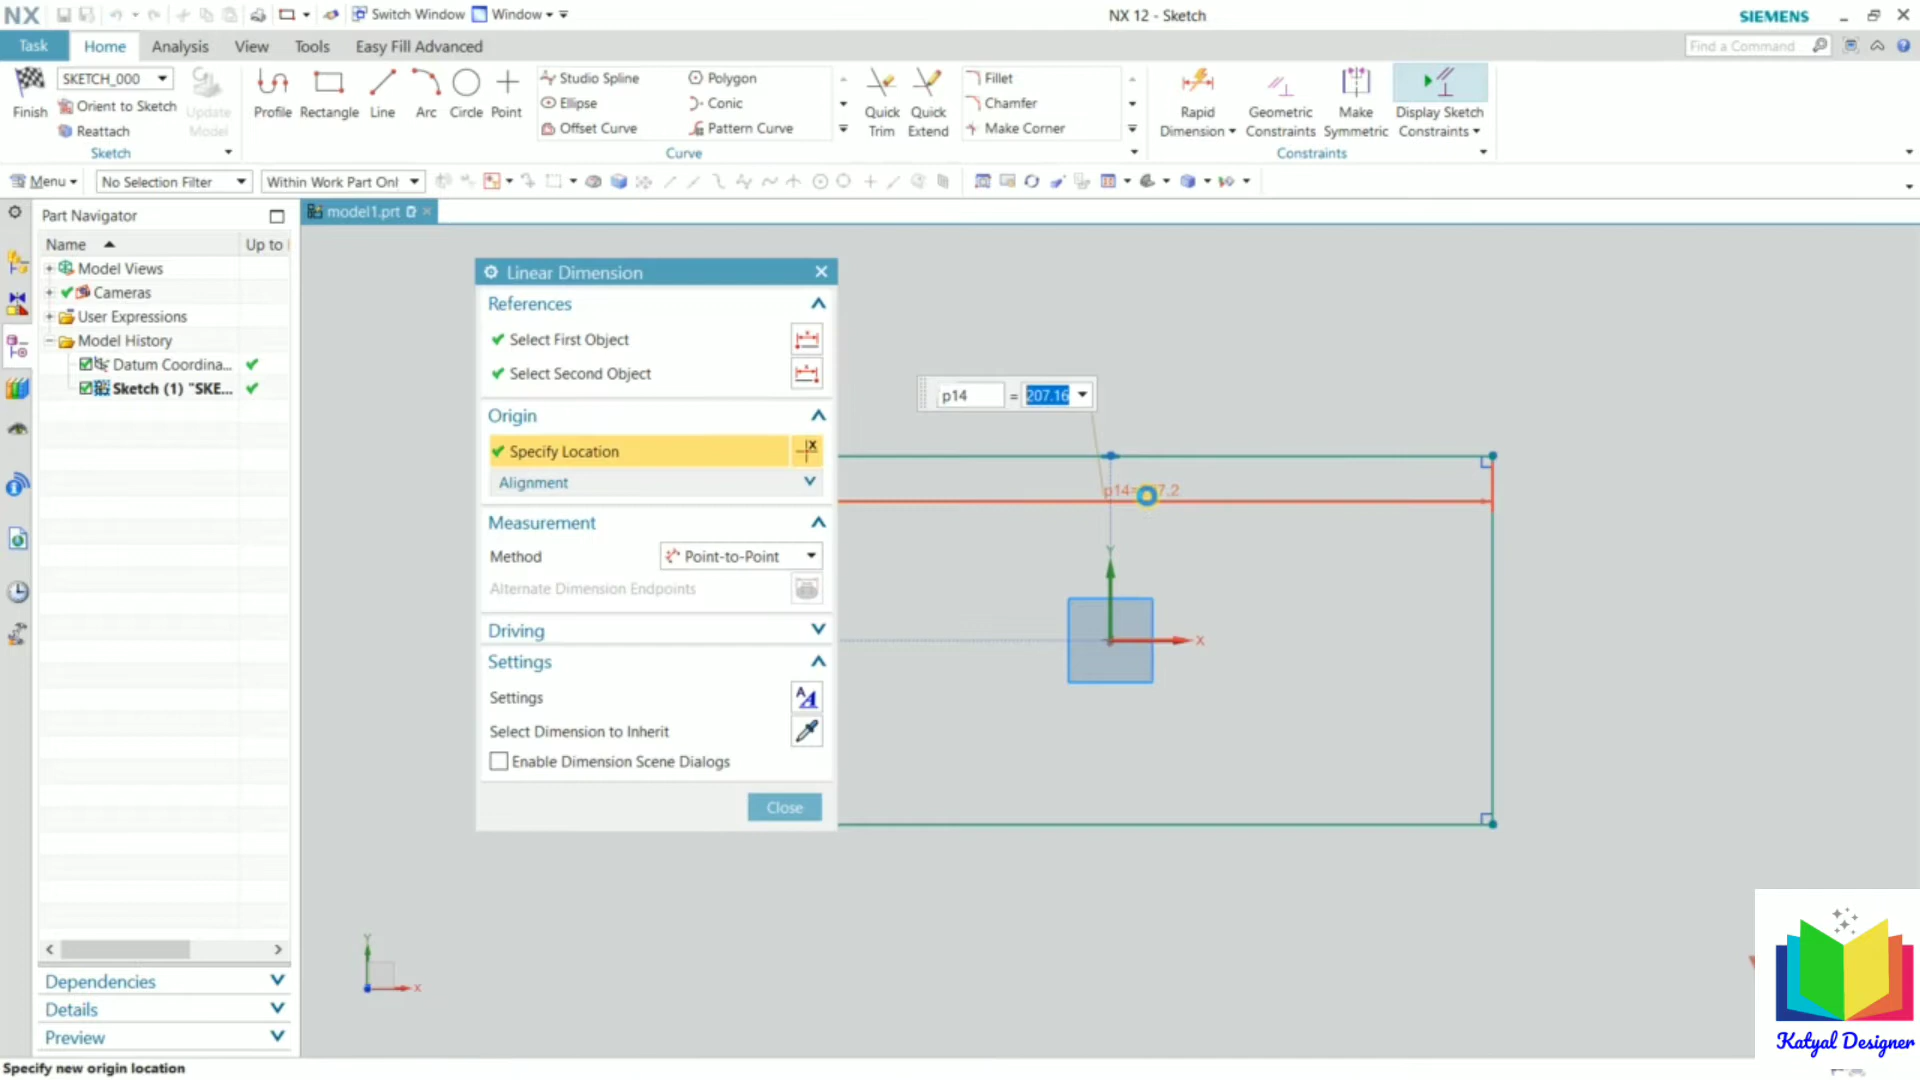 NX
Switch Window
Window
NX 12 - Sketch
SIEMENS
Task
Home
Analysis
View
Tools
Easy Fill Advanced
Find a Command
Finish
SKETCH_000
Orient to Sketch
Reattach
Update Model
Sketch
Profile
Rectangle
Line
Arc
Circle
Point
Studio Spline
Ellipse
Offset Curve
Polygon
Conic
Pattern Curve
Curve
Quick Trim
Quick Extend
Fillet
Chamfer
Make Corner
Rapid Dimension
Geometric Constraints
Make Symmetric
Display Sketch Constraints
Constraints
Menu
No Selection Filter
Within Work Part Onl
Part Navigator
model1.prt
Name
Up to
Model Views
Cameras
User Expressions
Model History
Datum Coordina...
Sketch (1) "SKE...
Dependencies
Details
Preview
Linear Dimension
References
Select First Object
Select Second Object
Origin
Specify Location
Alignment
Measurement
Method
Point-to-Point
Alternate Dimension Endpoints
Driving
Settings
Settings
Select Dimension to Inherit
Enable Dimension Scene Dialogs
Close
p14 = 207.16
Y
X
Y
X
Katyal Designer
Specify new origin location